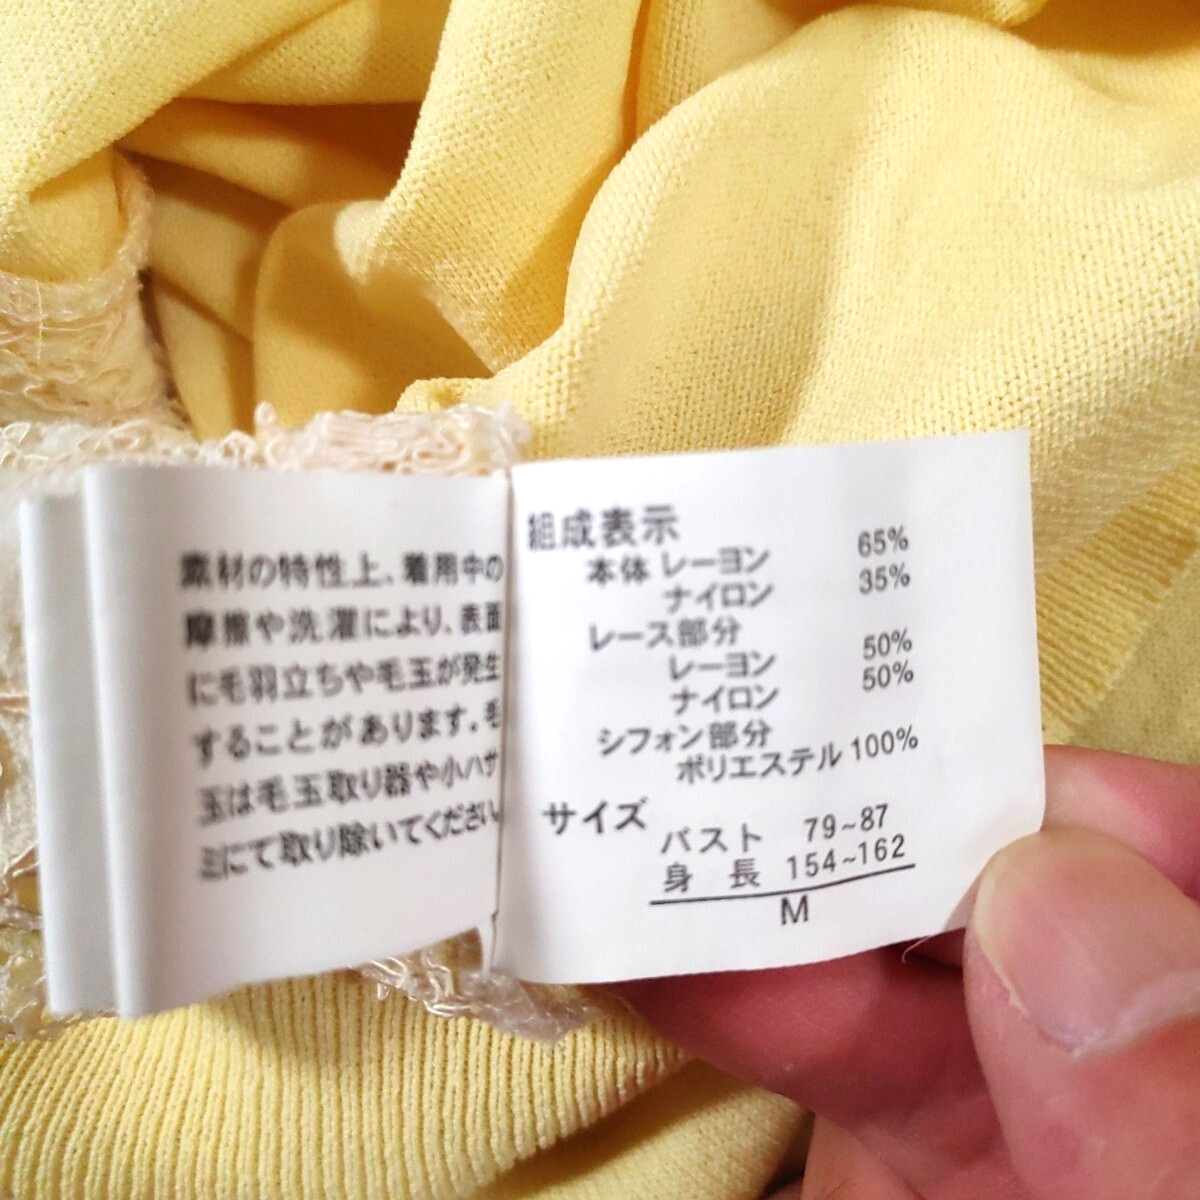 素材の特性上、着用中の
摩擦や洗濯により、表面
に毛羽立ちや毛玉が発生
することがあります。毛
玉は毛玉取り器や小ハサ
ミにて取り除いてください。
組成表示
本体 レーヨン 65%
ナイロン 35%
レース部分
レーヨン 50%
ナイロン 50%
シフォン部分
ポリエステル 100%
サイズ
バスト 79~87
身 長 154~162
M